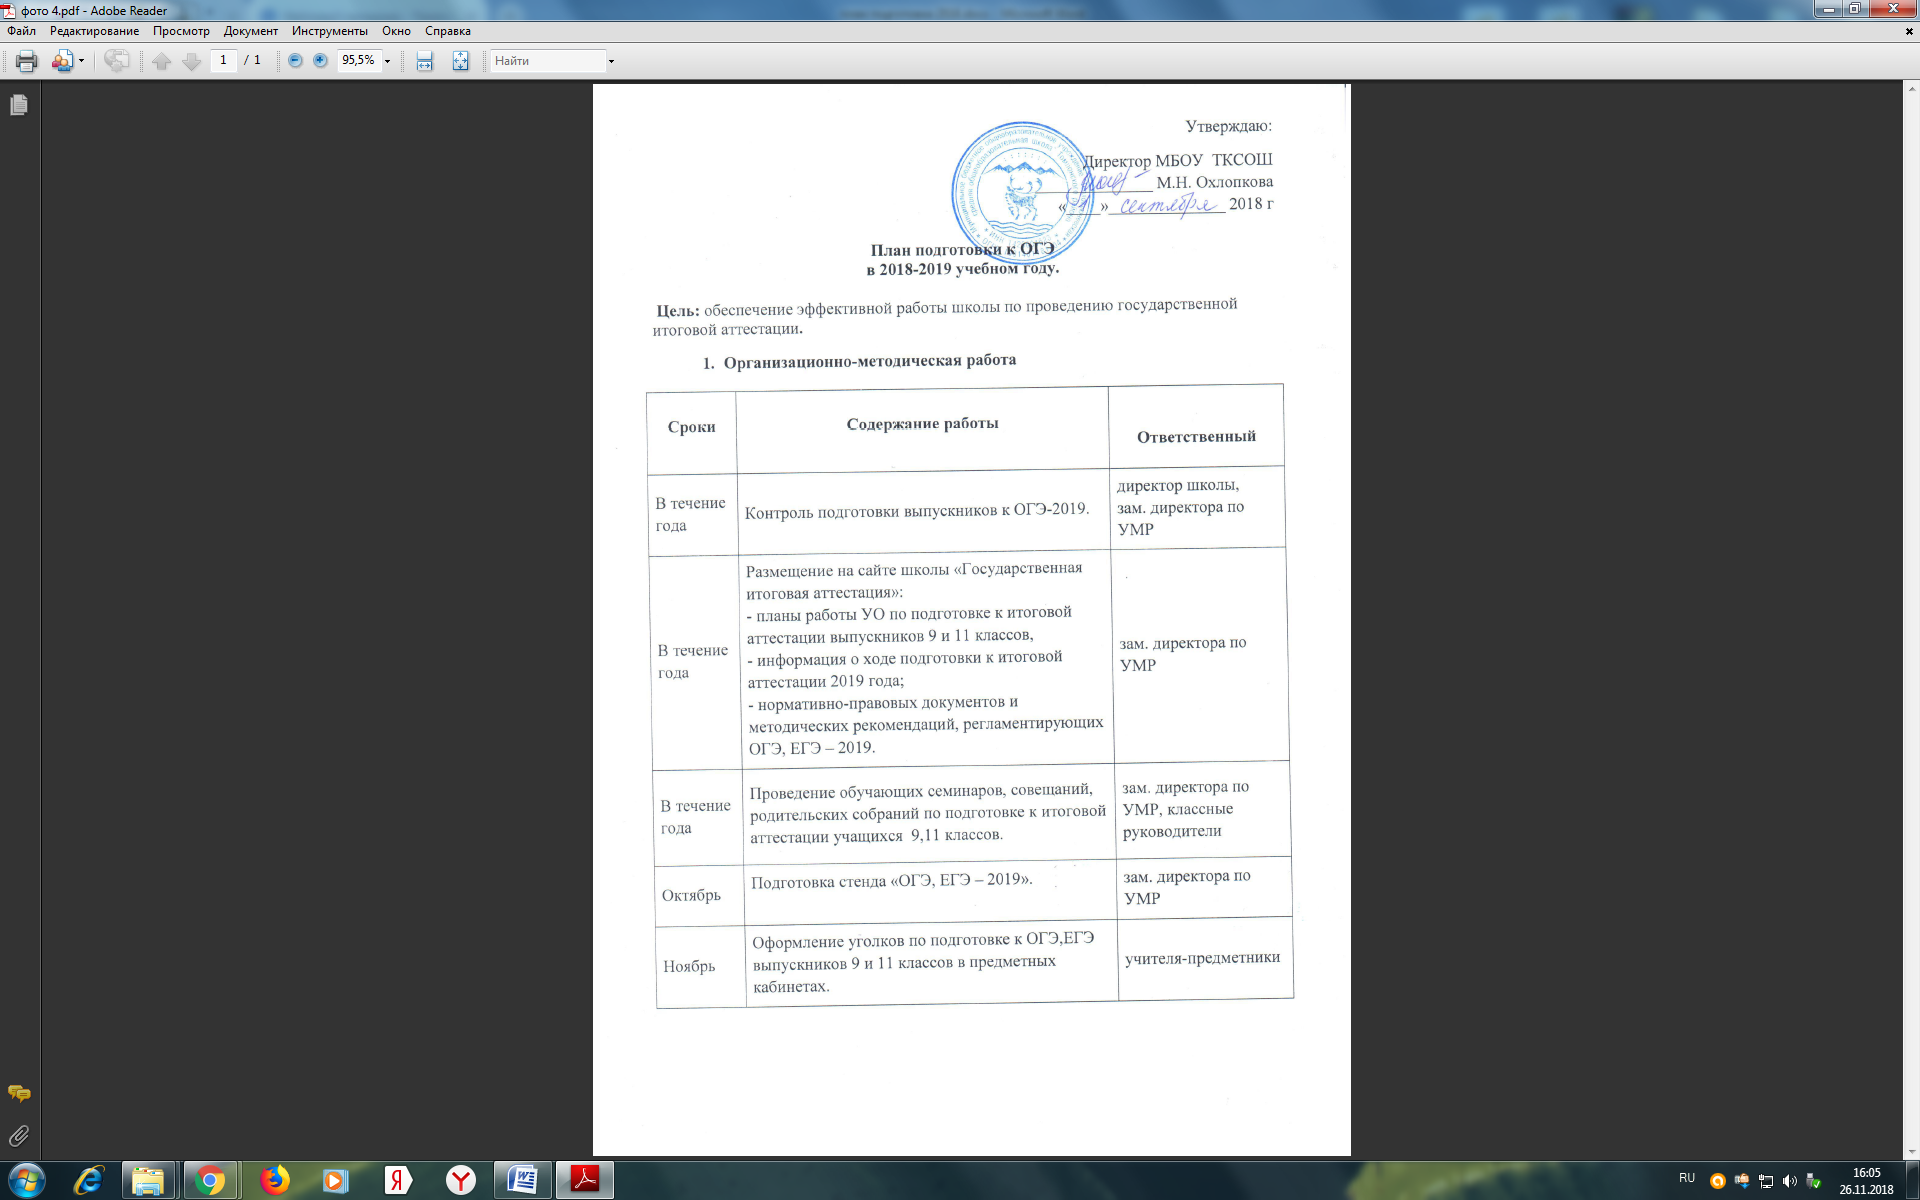 фото 4.pdf - Adobe Reader
Файл Редактирование Просмотр Документ Инструменты Окно Справка
1 / 1 95,5% Найти
Утверждаю:
Директор МБОУ ТКСОШ
М.Н. Охлопкова
« 1 » сентября 2018 г
План подготовки к ОГЭ
в 2018-2019 учебном году.
Цель: обеспечение эффективной работы школы по проведению государственной
итоговой аттестации.
1. Организационно-методическая работа
Сроки
Содержание работы
Ответственный
В течение
года
Контроль подготовки выпускников к ОГЭ-2019.
директор школы,
зам. директора по
УМР
В течение
года
Размещение на сайте школы «Государственная
итоговая аттестация»:
- планы работы УО по подготовке к итоговой
аттестации выпускников 9 и 11 классов,
- информация о ходе подготовки к итоговой
аттестации 2019 года;
- нормативно-правовых документов и
методических рекомендаций, регламентирующих
ОГЭ, ЕГЭ – 2019.
зам. директора по
УМР
В течение
года
Проведение обучающих семинаров, совещаний,
родительских собраний по подготовке к итоговой
аттестации учащихся 9,11 классов.
зам. директора по
УМР, классные
руководители
Октябрь
Подготовка стенда «ОГЭ, ЕГЭ – 2019».
зам. директора по
УМР
Ноябрь
Оформление уголков по подготовке к ОГЭ,ЕГЭ
выпускников 9 и 11 классов в предметных
кабинетах.
учителя-предметники
RU
16:05
26.11.2018